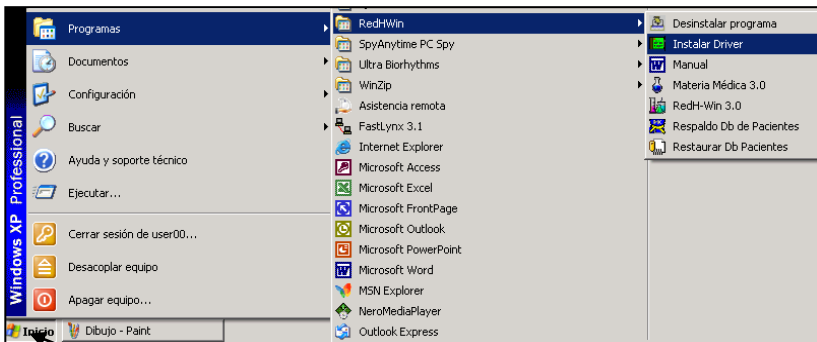 Windows XP Professional
Programas
Documentos
Configuración
Buscar
Ayuda y soporte técnico
Ejecutar...
Cerrar sesión de user00...
Desacoplar equipo
Apagar equipo...
Inicio
Dibujo - Paint
RedHWin
SpyAnytime PC Spy
Ultra Biorhythms
WinZip
Asistencia remota
FastLynx 3.1
Internet Explorer
Microsoft Access
Microsoft Excel
Microsoft FrontPage
Microsoft Outlook
Microsoft PowerPoint
Microsoft Word
MSN Explorer
NeroMediaPlayer
Outlook Express
Desinstalar programa
Instalar Driver
Manual
Materia Médica 3.0
RedH-Win 3.0
Respaldo Db de Pacientes
Restaurar Db Pacientes